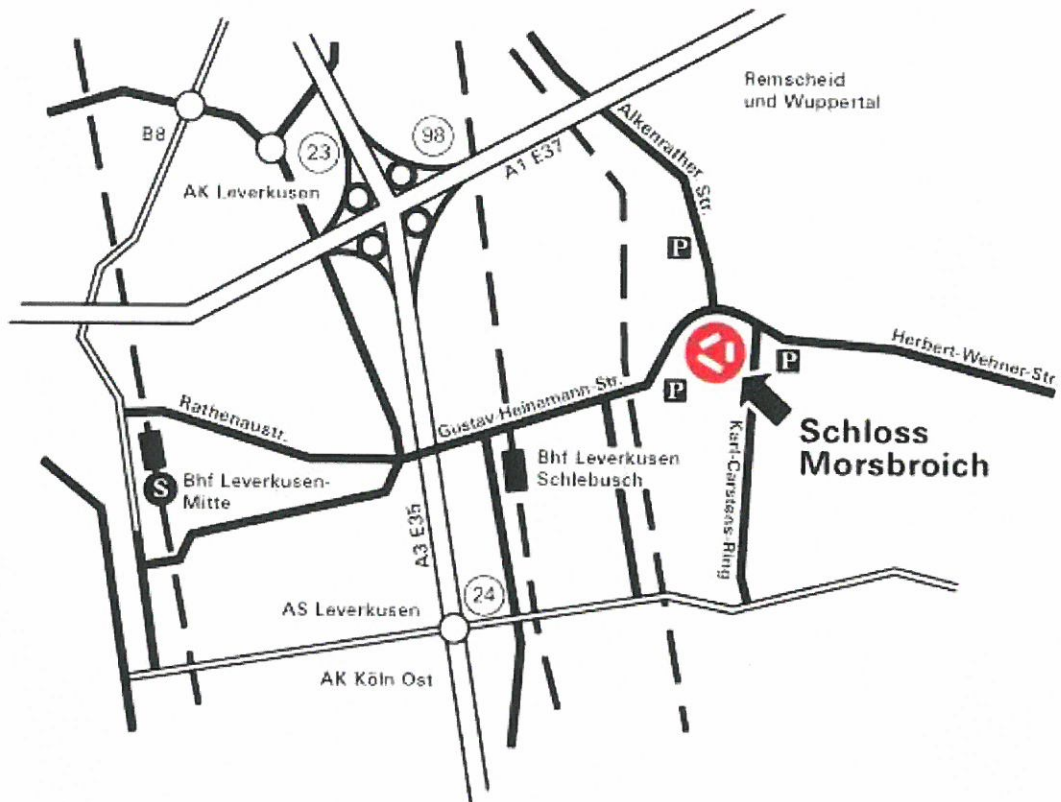 Remscheid
und Wuppertal
Alkenrather Str.
B8
23
98
A1 E37
AK Leverkusen
P
Herbert-Wehner-Str.
P
P
Gustav-Heinemann-Str.
Rathenaustr.
Schloss
Morsbroich
Karl-Carstens-Ring
Bhf Leverkusen
Schlebusch
S
Bhf Leverkusen-
Mitte
A3 E35
24
AS Leverkusen
AK Köln Ost